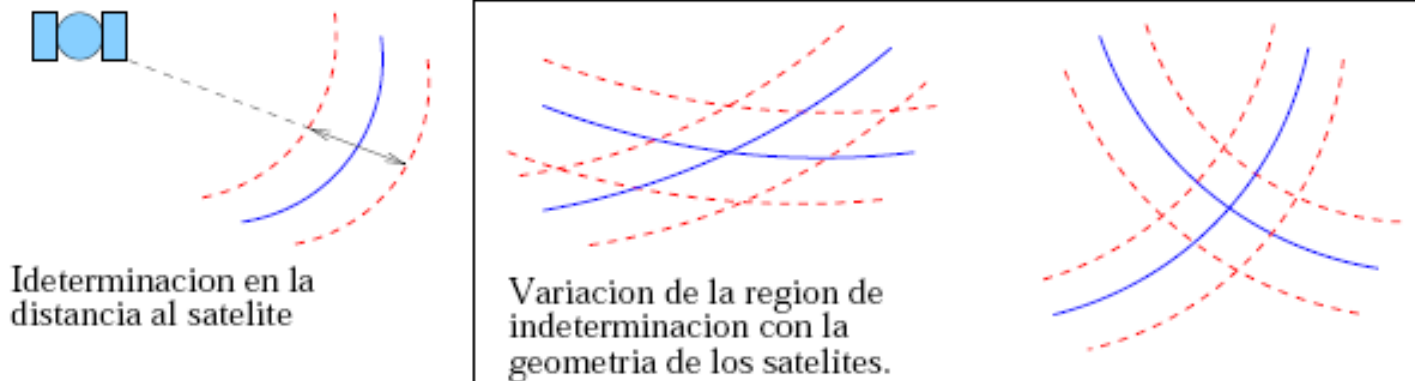 Ideterminacion en la
distancia al satelite
Variacion de la region de
indeterminacion con la
geometria de los satelites.